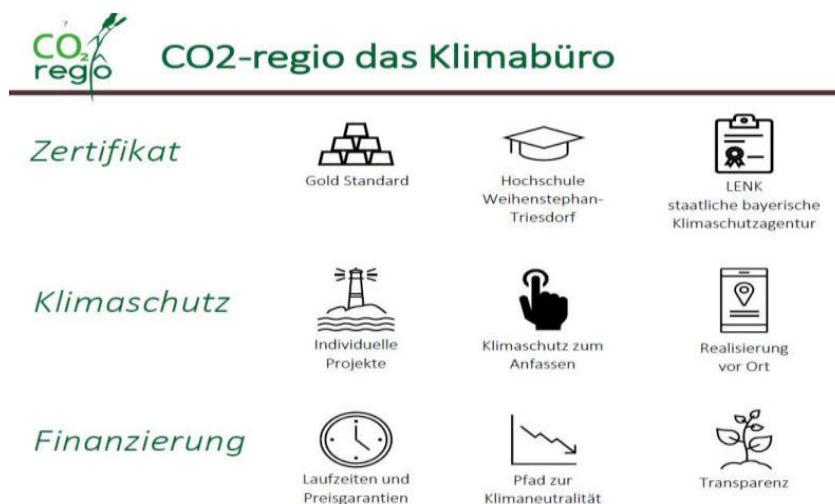 CO2
regio
CO2-regio das Klimabüro
Zertifikat
Gold Standard
Hochschule
Weihenstephan-
Triesdorf
LENK
staatliche bayerische
Klimaschutzagentur
Klimaschutz
Individuelle
Projekte
Klimaschutz zum
Anfassen
Realisierung
vor Ort
Finanzierung
Laufzeiten und
Preisgarantien
Pfad zur
Klimaneutralität
Transparenz